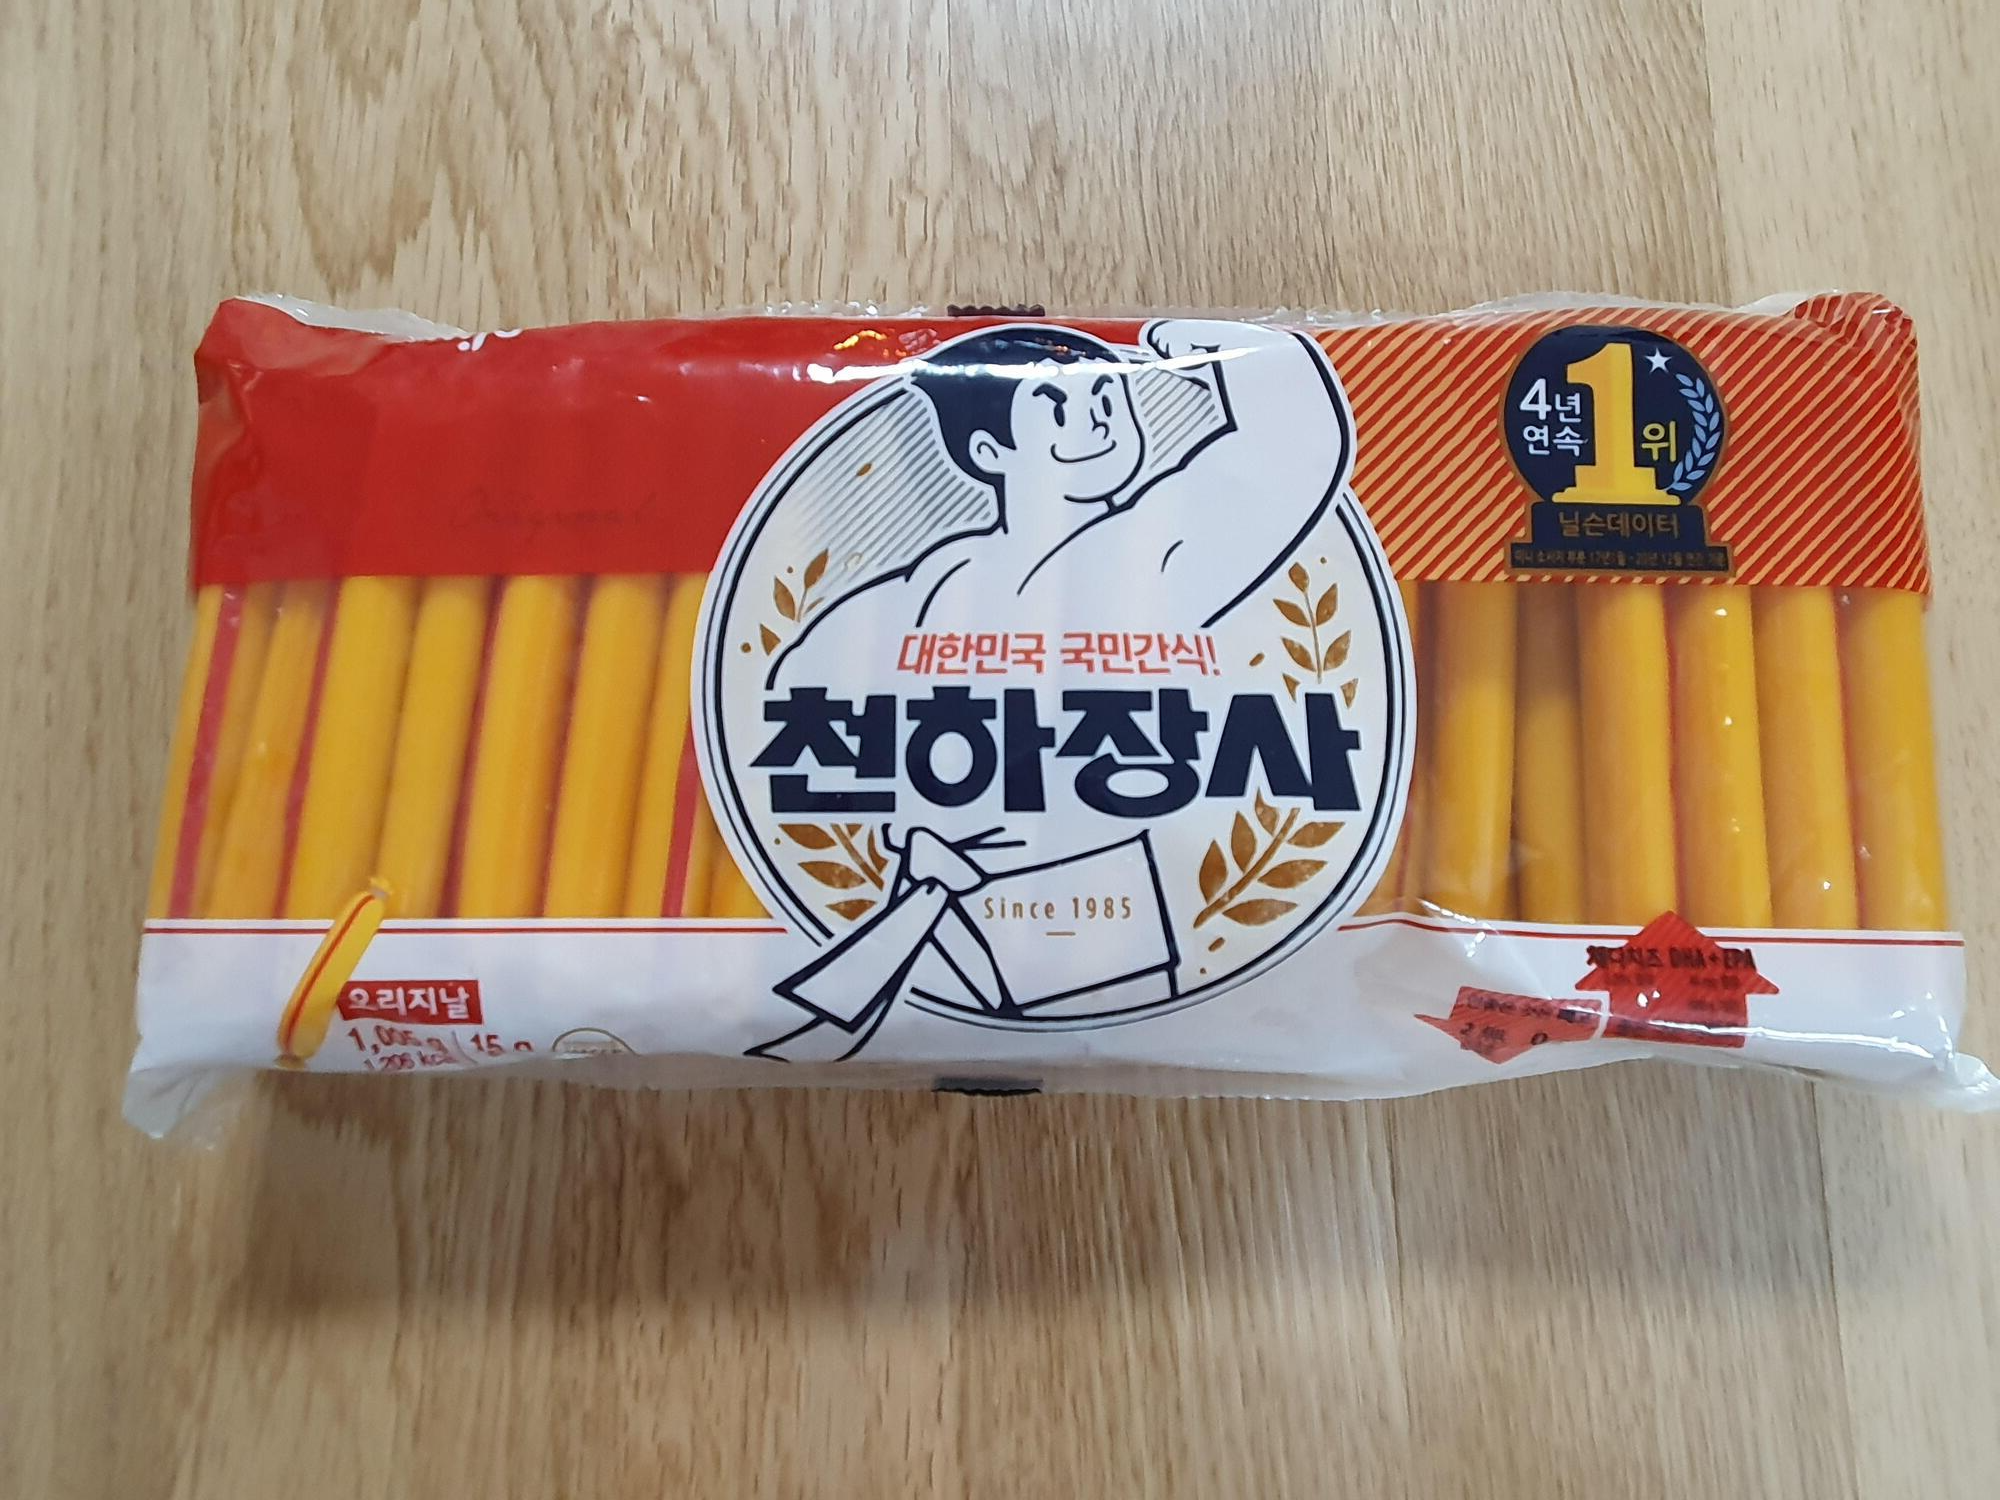 4년
연속
1위
닐슨데이터
대한민국 국민간식!
천하장사
Since 1985
오리지날
체다치즈 DHA+EPA